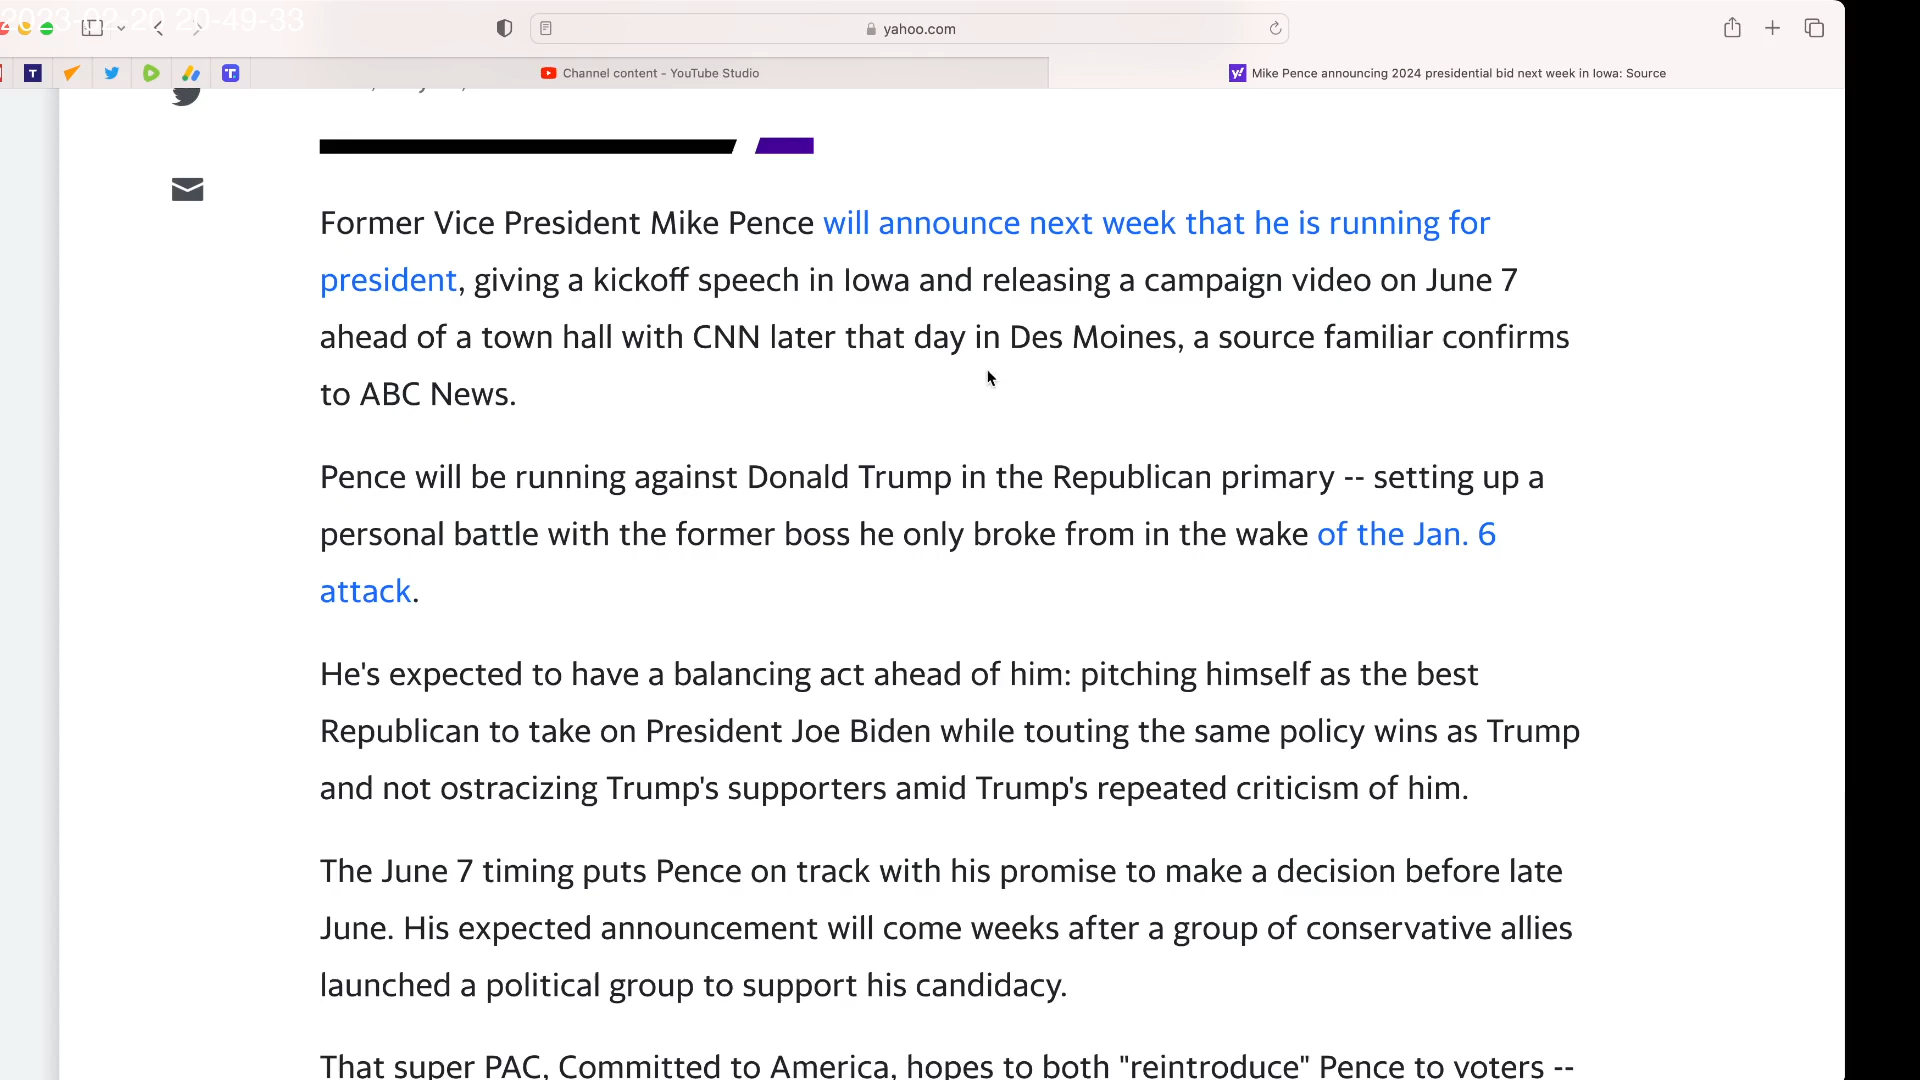 2023-02-20 20-49-33
yahoo.com
T
T
Channel content - YouTube Studio
y! Mike Pence announcing 2024 presidential bid next week in Iowa: Source
Former Vice President Mike Pence will announce next week that he is running for
president, giving a kickoff speech in Iowa and releasing a campaign video on June 7
ahead of a town hall with CNN later that day in Des Moines, a source familiar confirms
to ABC News.
Pence will be running against Donald Trump in the Republican primary -- setting up a
personal battle with the former boss he only broke from in the wake of the Jan. 6
attack.
He's expected to have a balancing act ahead of him: pitching himself as the best
Republican to take on President Joe Biden while touting the same policy wins as Trump
and not ostracizing Trump's supporters amid Trump's repeated criticism of him.
The June 7 timing puts Pence on track with his promise to make a decision before late
June. His expected announcement will come weeks after a group of conservative allies
launched a political group to support his candidacy.
That super PAC, Committed to America, hopes to both "reintroduce" Pence to voters --